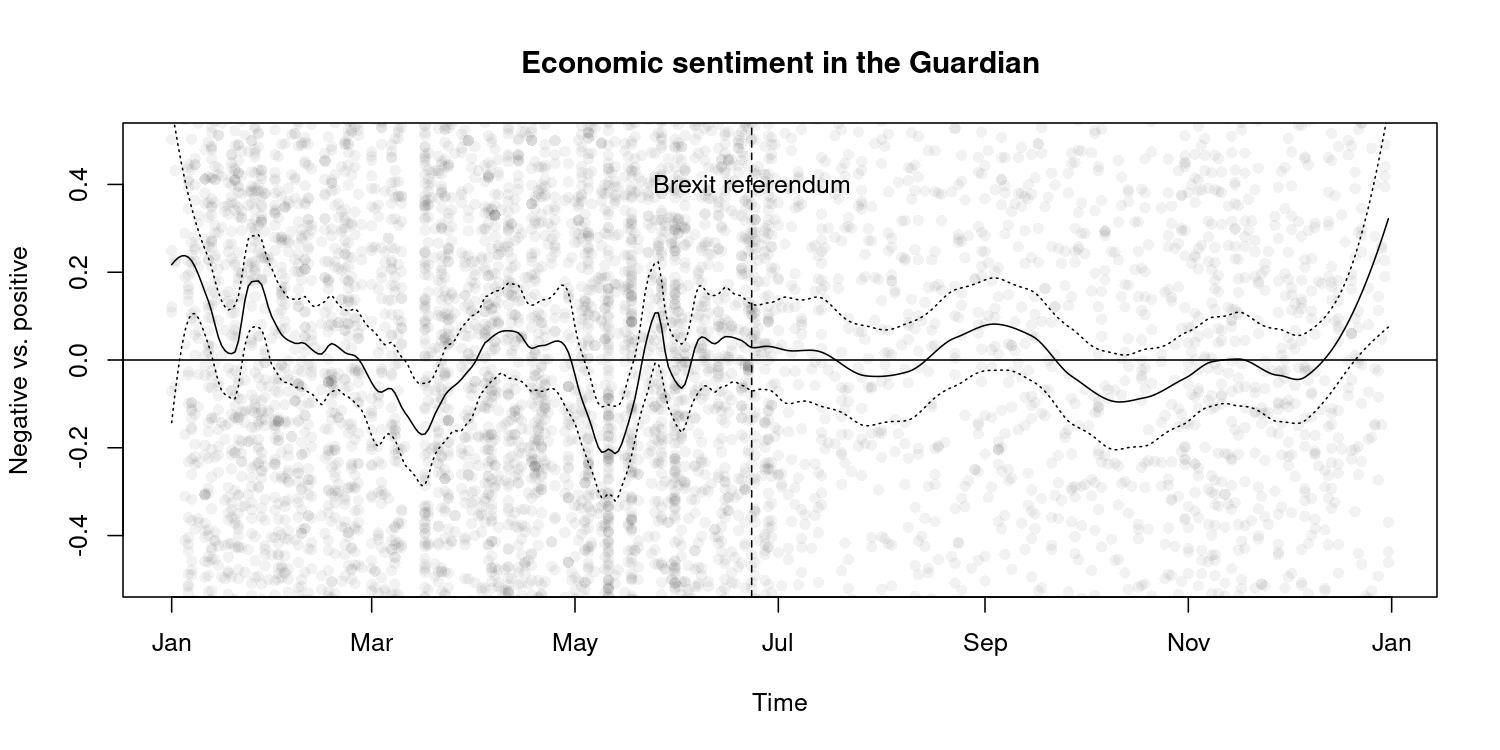 Economic sentiment in the Guardian
Brexit referendum
Negative vs. positive
0.4
0.2
0.0
-0.2
-0.4
Jan Mar May Jul Sep Nov Jan
Time